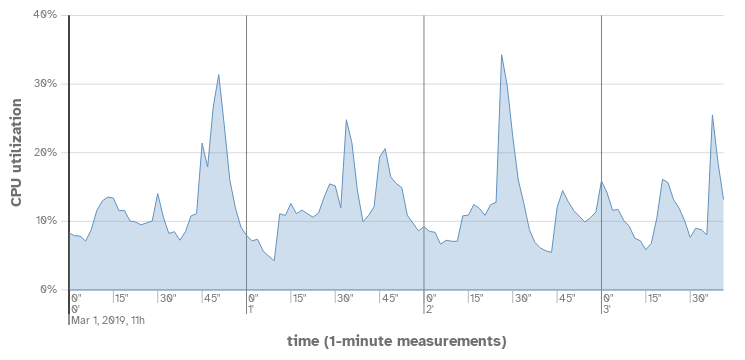 40%
30%
20%
10%
0%
CPU utilization
0" 15" 30" 45" 0" 15" 30" 45" 0" 15" 30" 45" 0" 15" 30"
0' 1' 2' 3'
Mar 1, 2019, 11h
time (1-minute measurements)